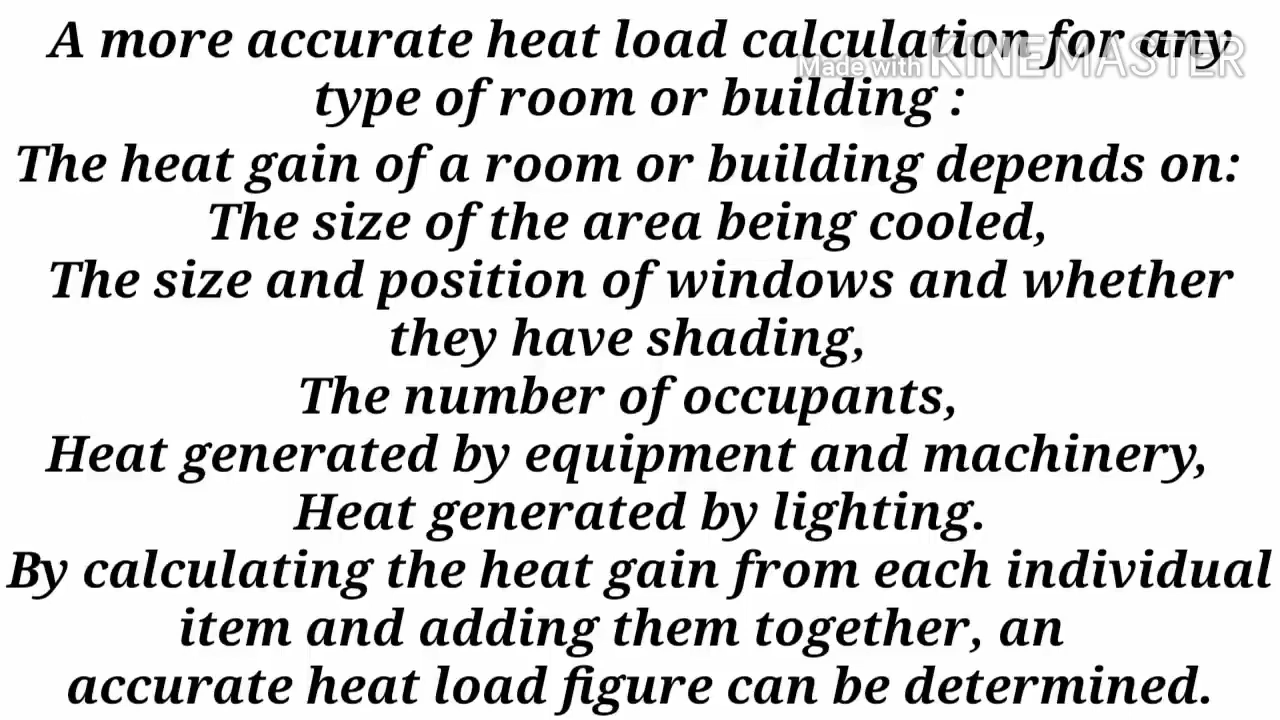 A more accurate heat load calculation for any
Made with KINEMASTER
type of room or building :
The heat gain of a room or building depends on:
The size of the area being cooled,
The size and position of windows and whether
they have shading,
The number of occupants,
Heat generated by equipment and machinery,
Heat generated by lighting.
By calculating the heat gain from each individual
item and adding them together, an
accurate heat load figure can be determined.